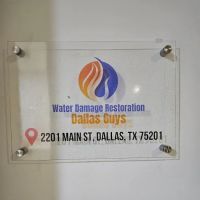 Water Damage Restoration
Dallas Guys
2201 MAIN ST, DALLAS, TX 75201